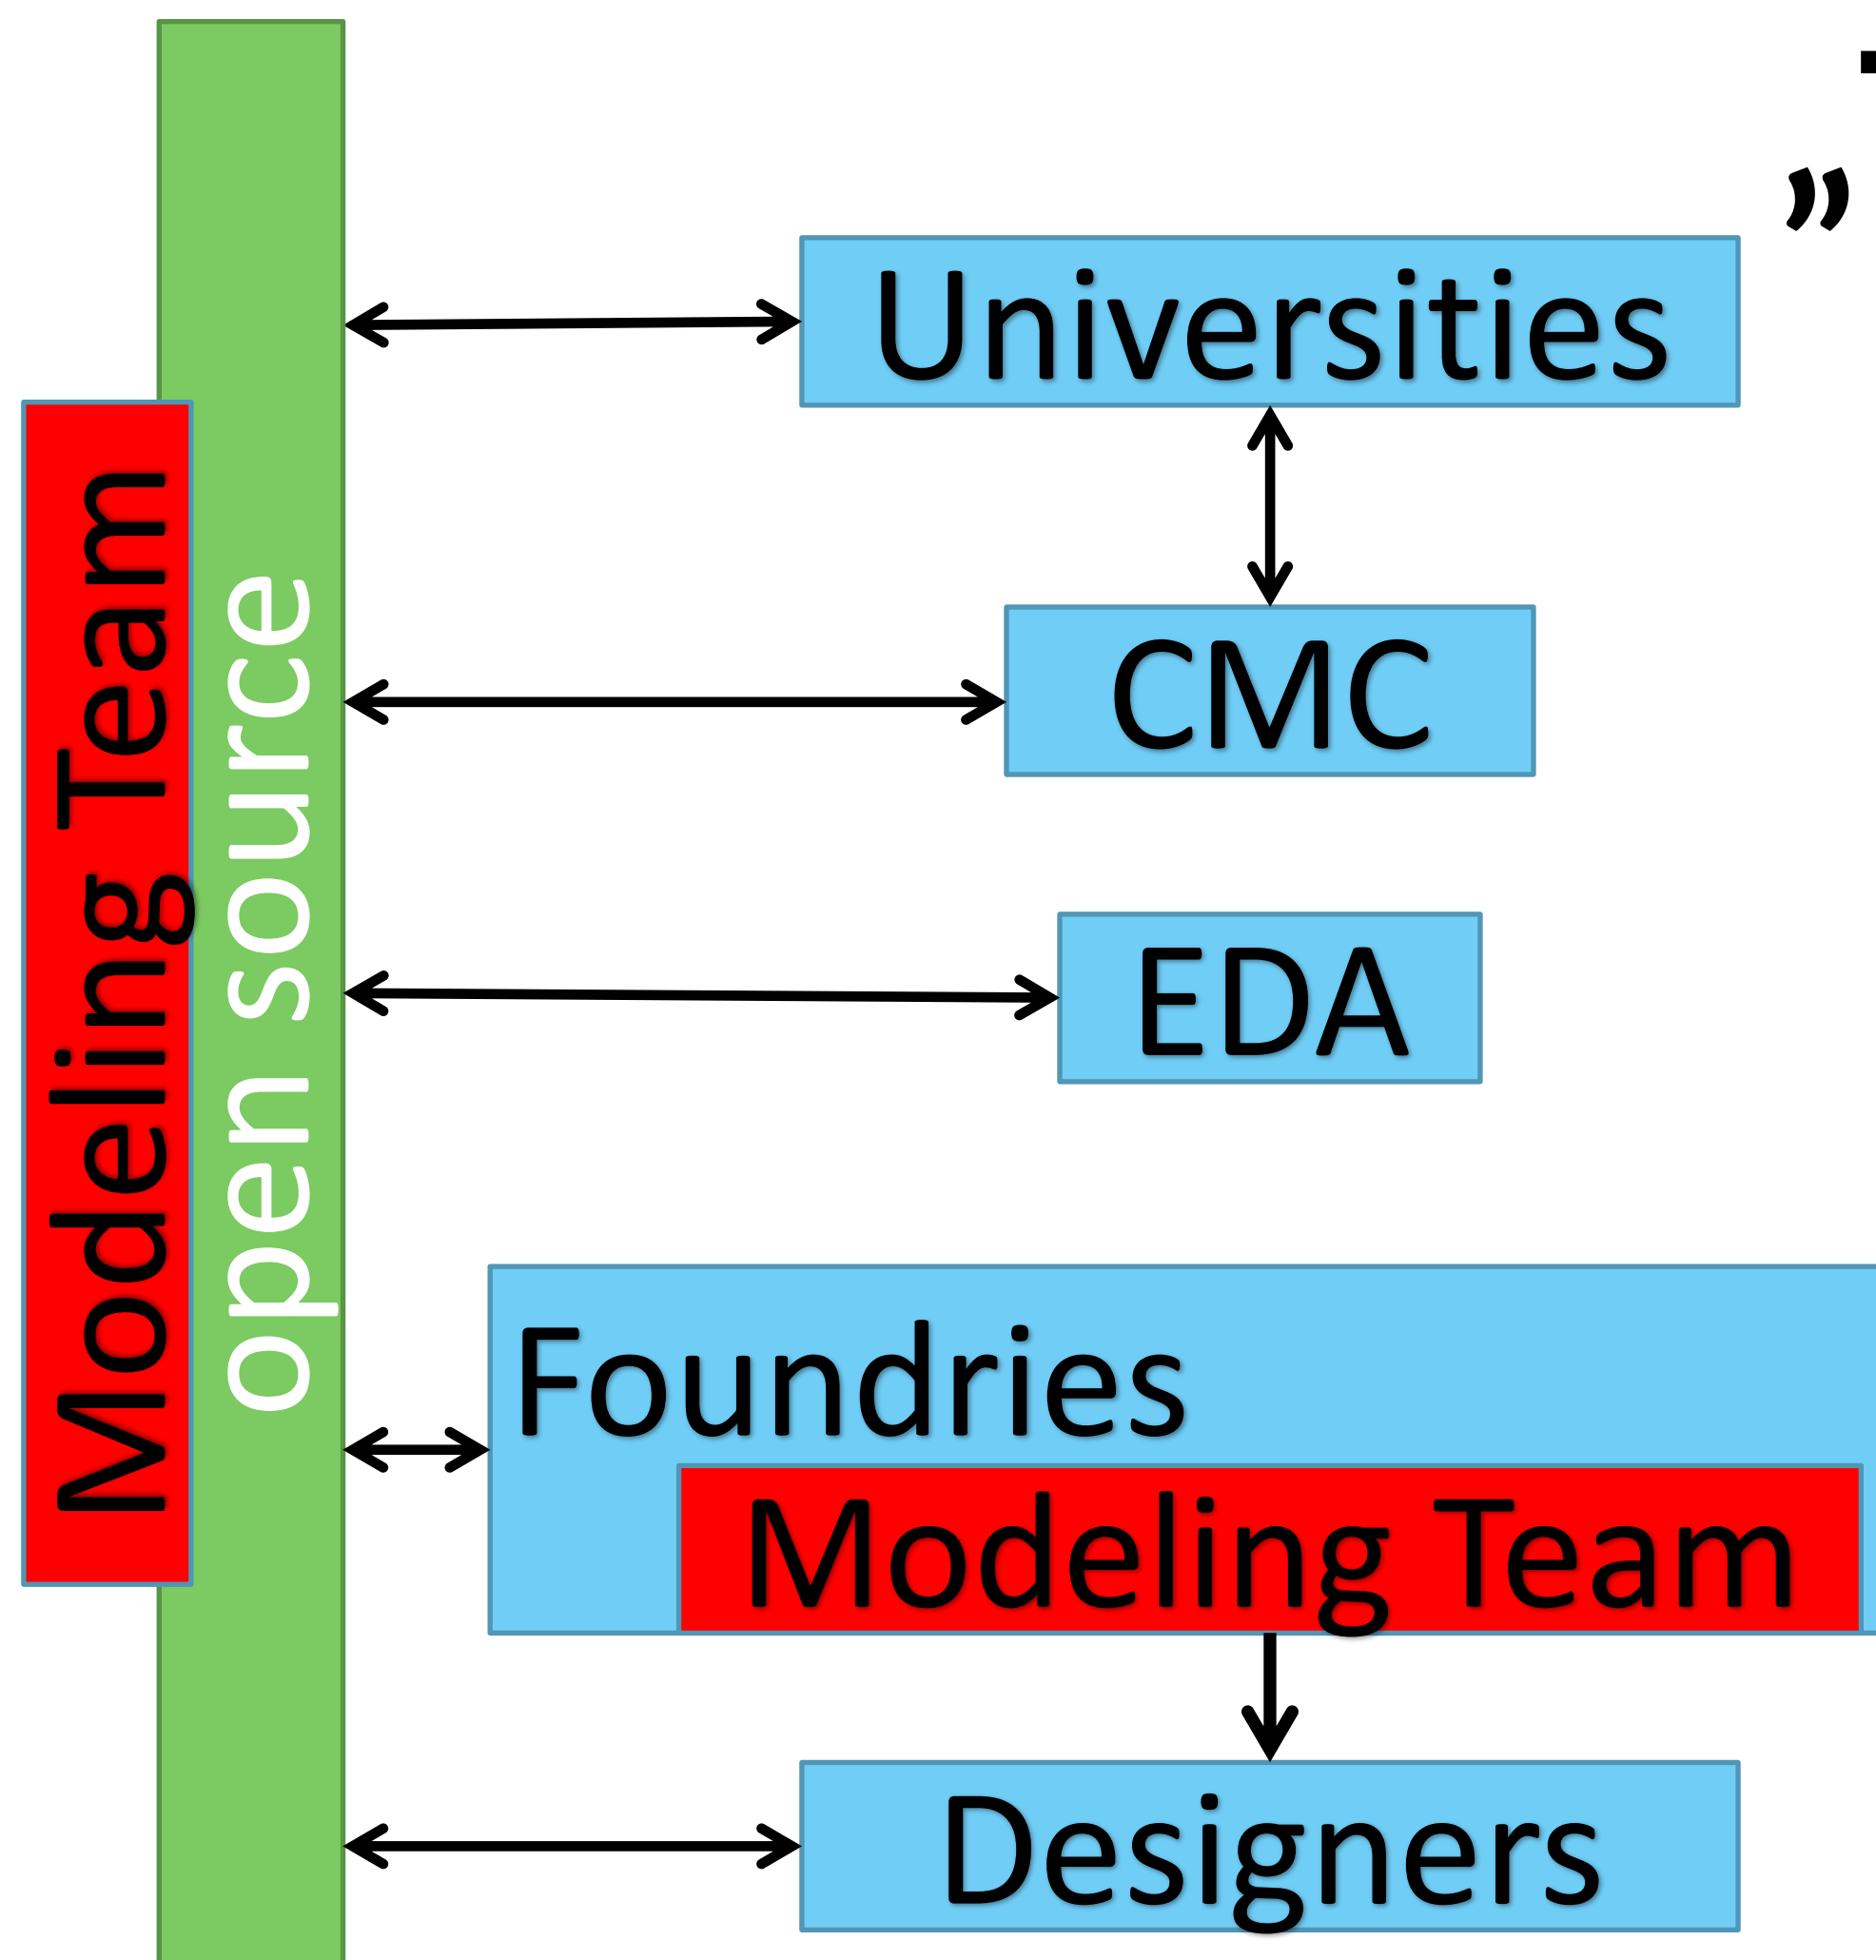 Modeling Team
open source
Universities
CMC
EDA
Foundries
Modeling Team
Designers